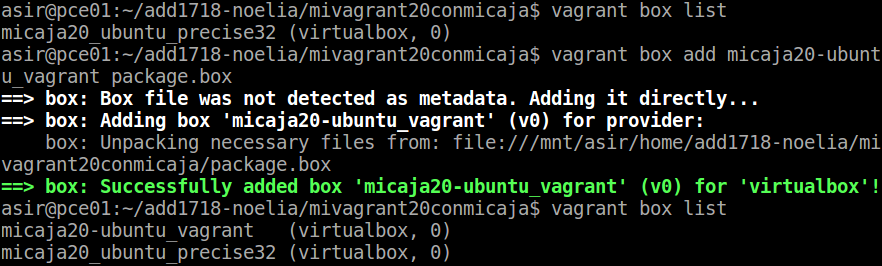 asir@pce01:~/add1718-noelia/mivagrant20conmicaja$ vagrant box list
micaja20_ubuntu_precise32 (virtualbox, 0)
asir@pce01:~/add1718-noelia/mivagrant20conmicaja$ vagrant box add micaja20-ubunt
u_vagrant package.box
==> box: Box file was not detected as metadata. Adding it directly...
==> box: Adding box 'micaja20-ubuntu_vagrant' (v0) for provider:
    box: Unpacking necessary files from: file:///mnt/asir/home/add1718-noelia/mi
vagrant20conmicaja/package.box
==> box: Successfully added box 'micaja20-ubuntu_vagrant' (v0) for 'virtualbox'!
asir@pce01:~/add1718-noelia/mivagrant20conmicaja$ vagrant box list
micaja20-ubuntu_vagrant   (virtualbox, 0)
micaja20_ubuntu_precise32 (virtualbox, 0)